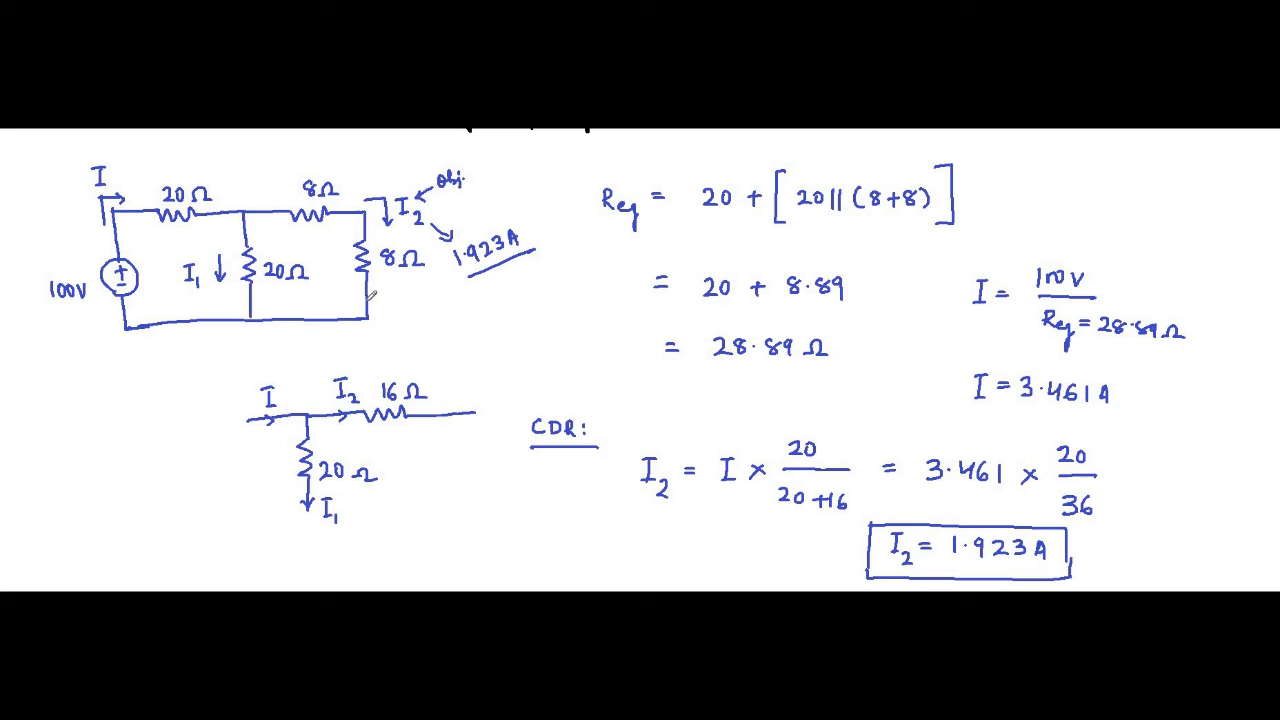 I
20Ω
8Ω
I₂
obj.
1.923A
100V
+
−
I₁ ↓
20Ω
8Ω
I
I₂
16Ω
20Ω
I₁
Req = 20 + [20||(8+8)]
= 20 + 8.89
= 28.89Ω
I = 100V / Req = 28.89Ω
I = 3.461A
CDR:
I₂ = I × 20 / 20+16 = 3.461 × 20 / 36
I₂ = 1.923A